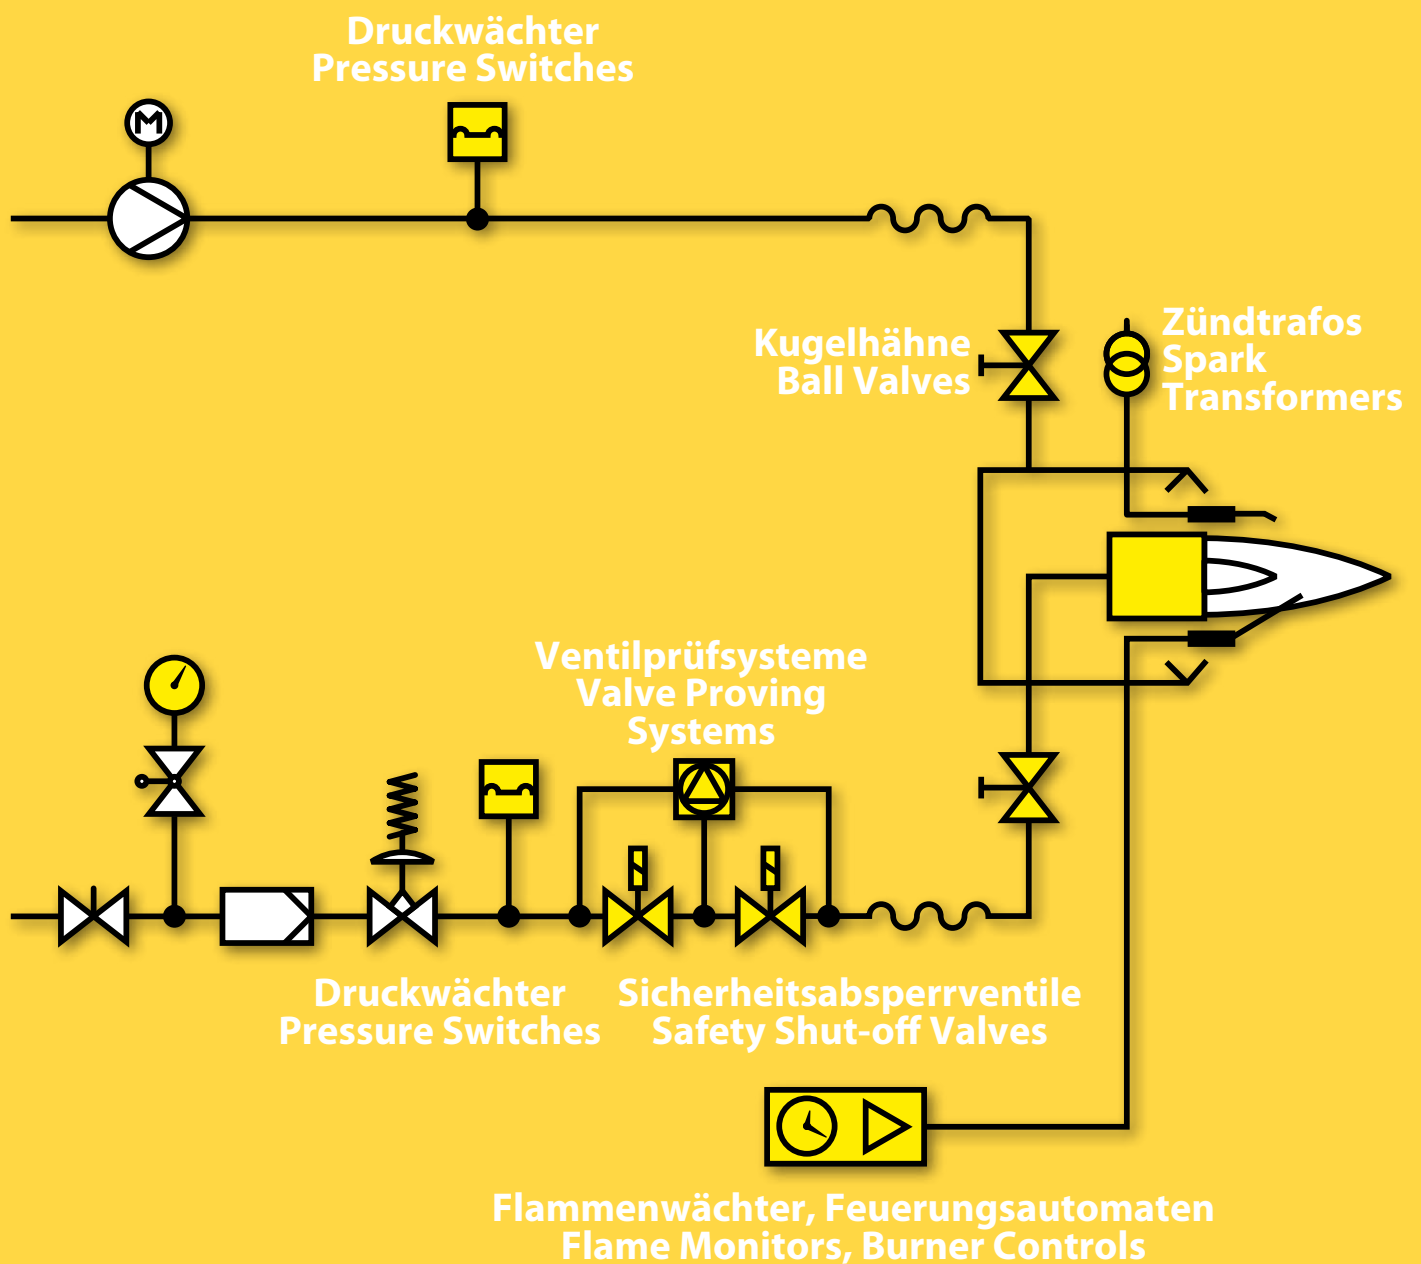 Druckwächter
Pressure Switches
M
Kugelhähne
Ball Valves
Zündtrafos
Spark
Transformers
Ventilprüfsysteme
Valve Proving
Systems
Druckwächter
Pressure Switches
Sicherheitsabsperrventile
Safety Shut-off Valves
Flammenwächter, Feuerungsautomaten
Flame Monitors, Burner Controls